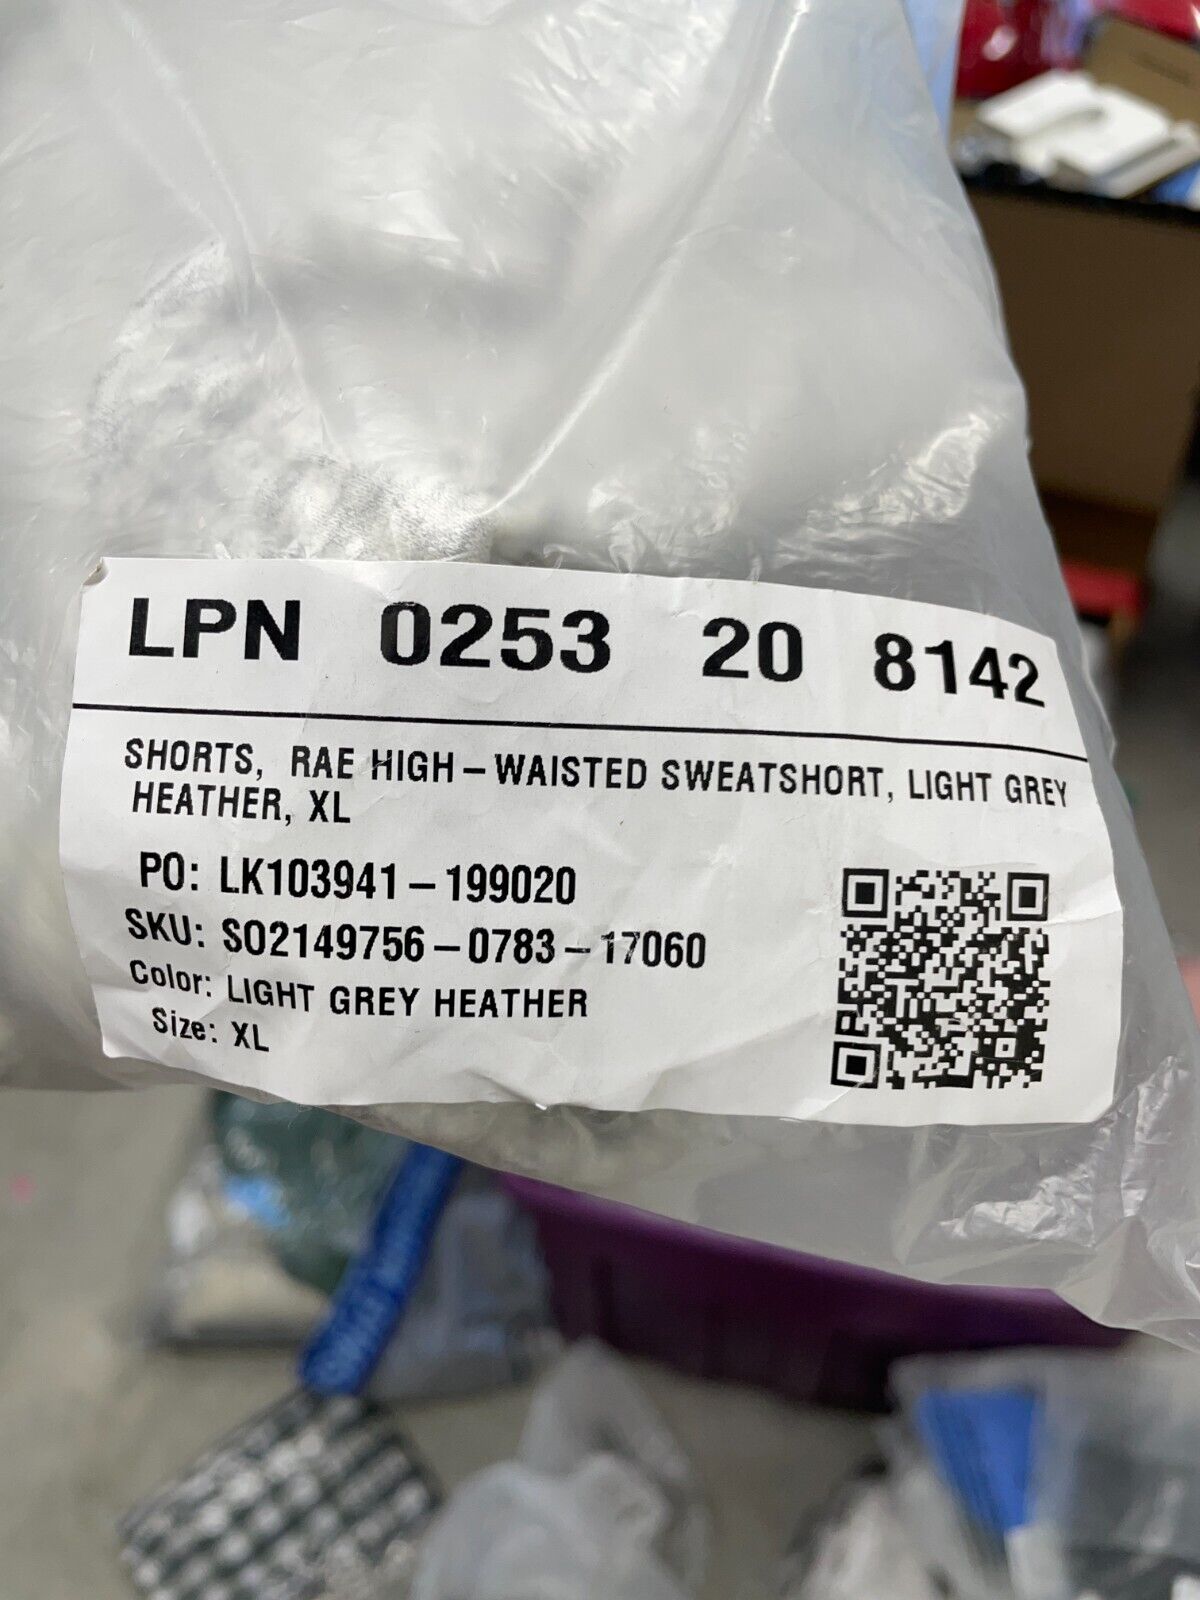 LPN 0253 20 8142
SHORTS, RAE HIGH-WAISTED SWEATSHORT, LIGHT GREY
HEATHER, XL
PO: LK103941-199020
SKU: SO2149756-0783-17060
Color: LIGHT GREY HEATHER
Size: XL